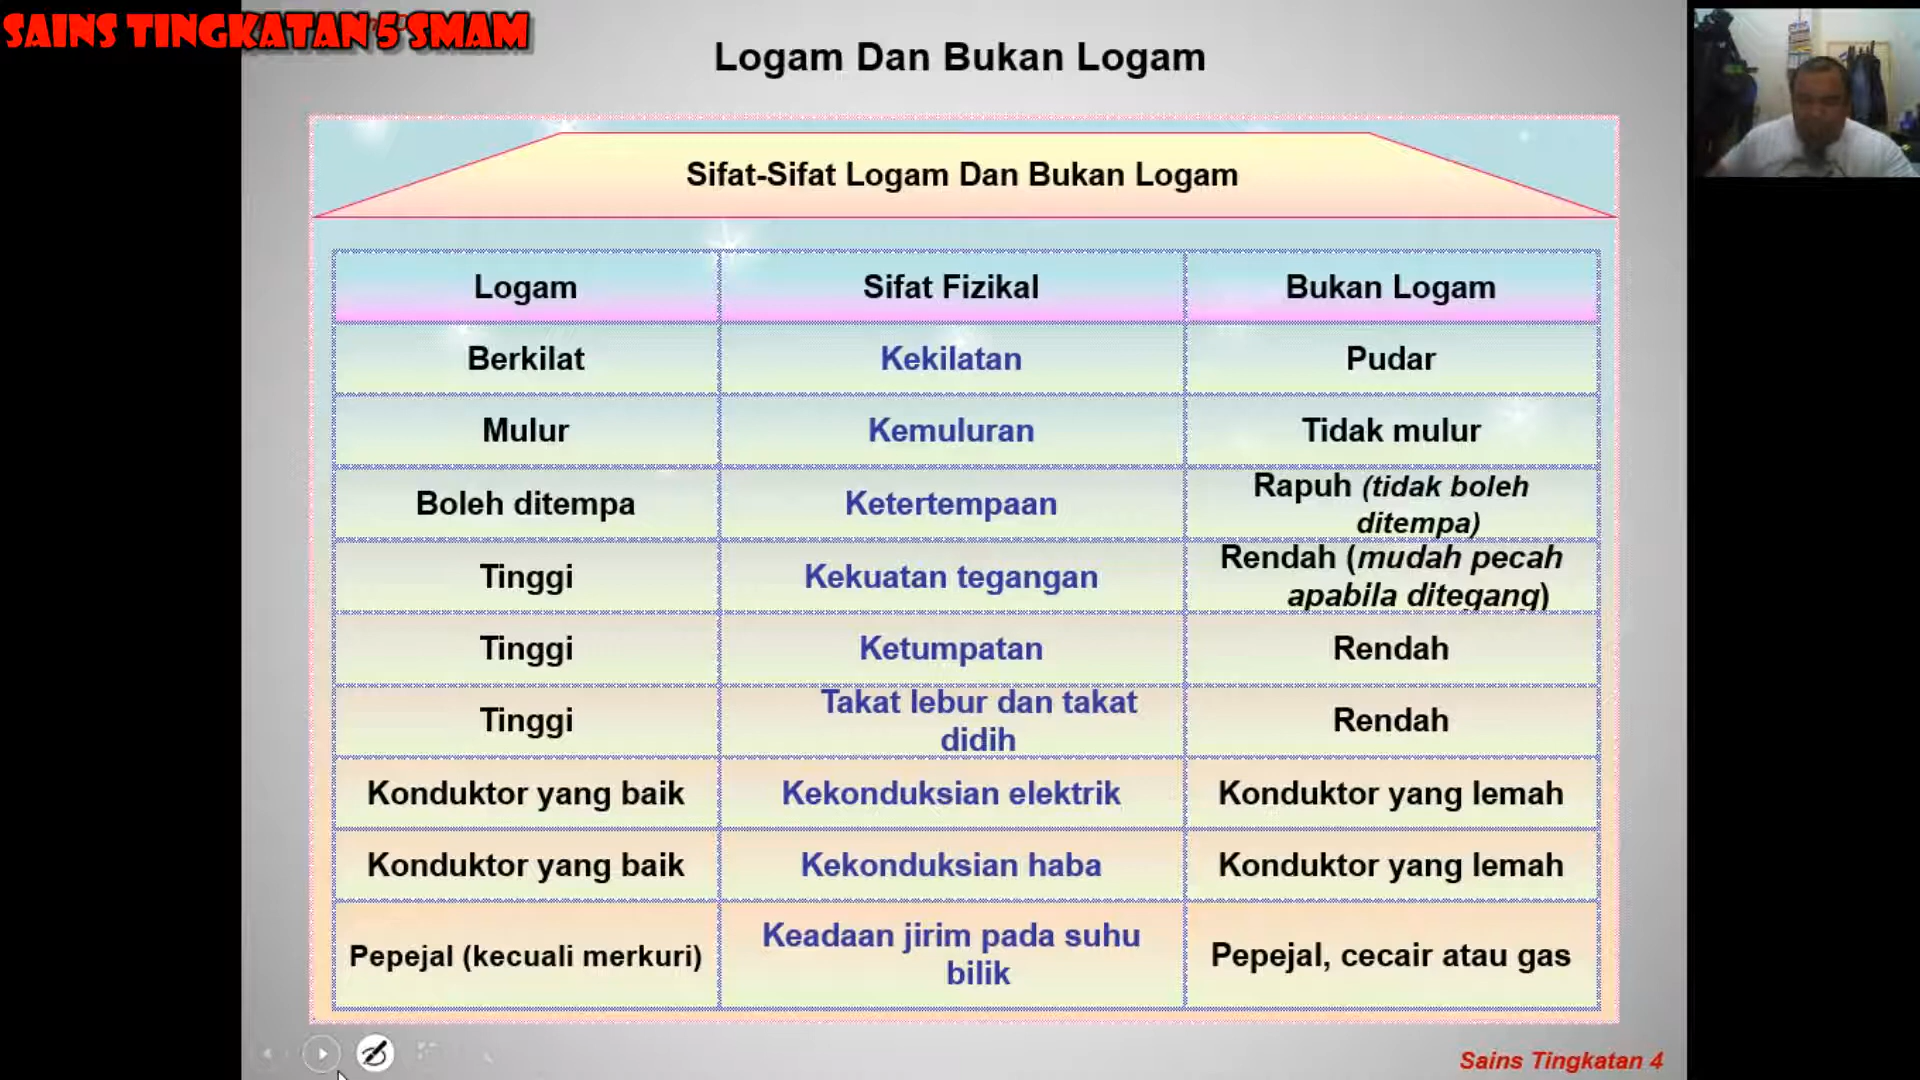 SAINS TINGKATAN 5 SMAM
Logam Dan Bukan Logam
Sifat-Sifat Logam Dan Bukan Logam
Logam
Sifat Fizikal
Bukan Logam
Berkilat
Kekilatan
Pudar
Mulur
Kemuluran
Tidak mulur
Boleh ditempa
Ketertempaan
Rapuh (tidak boleh
ditempa)
Tinggi
Kekuatan tegangan
Rendah (mudah pecah
apabila ditegang)
Tinggi
Ketumpatan
Rendah
Tinggi
Takat lebur dan takat
didih
Rendah
Konduktor yang baik
Kekonduksian elektrik
Konduktor yang lemah
Konduktor yang baik
Kekonduksian haba
Konduktor yang lemah
Pepejal (kecuali merkuri)
Keadaan jirim pada suhu
bilik
Pepejal, cecair atau gas
Sains Tingkatan 4